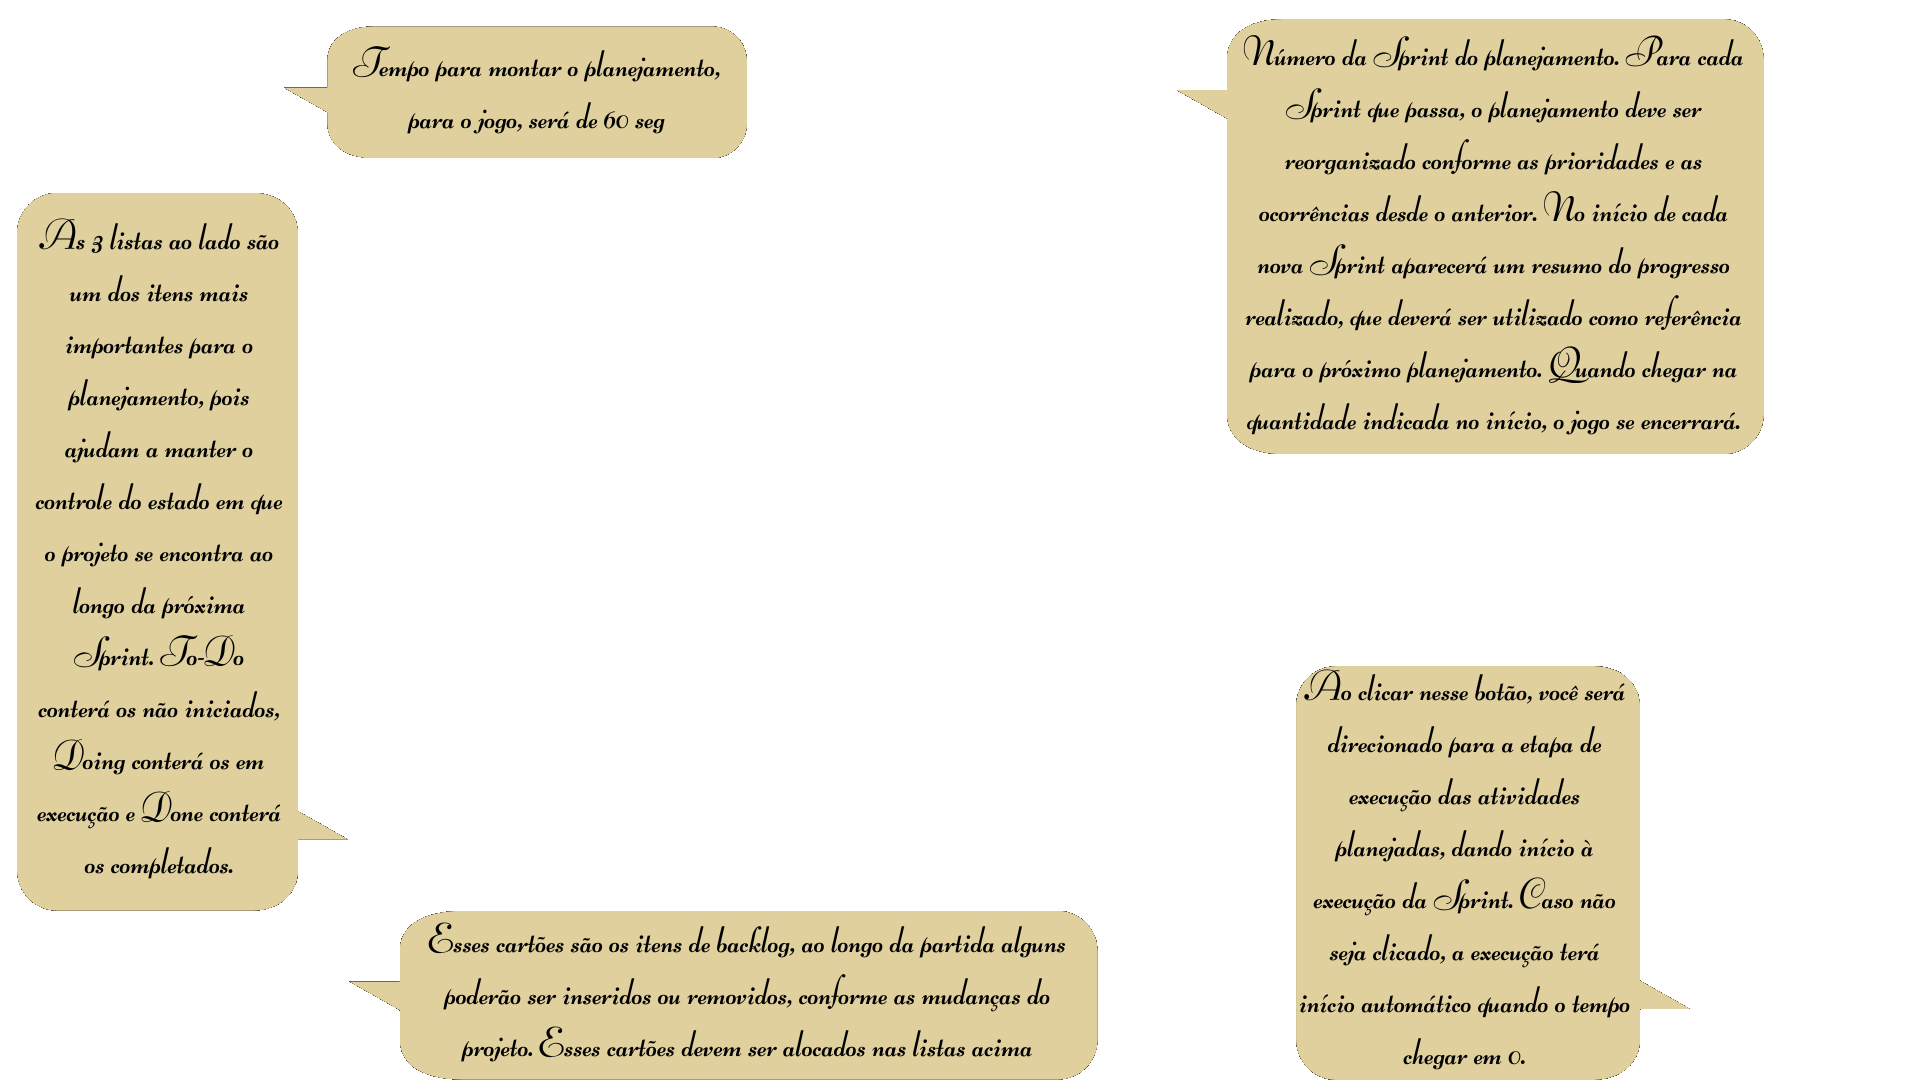 Tempo para montar o planejamento,
para o jogo, será de 60 seg
Número da Sprint do planejamento. Para cada
Sprint que passa, o planejamento deve ser
reorganizado conforme as prioridades e as
ocorrências desde o anterior. No início de cada
nova Sprint aparecerá um resumo do progresso
realizado, que deverá ser utilizado como referência
para o próximo planejamento. Quando chegar na
quantidade indicada no início, o jogo se encerrará.
As 3 listas ao lado são
um dos itens mais
importantes para o
planejamento, pois
ajudam a manter o
controle do estado em que
o projeto se encontra ao
longo da próxima
Sprint. To-Do
conterá os não iniciados,
Doing conterá os em
execução e Done conterá
os completados.
Ao clicar nesse botão, você será
direcionado para a etapa de
execução das atividades
planejadas, dando início à
execução da Sprint. Caso não
seja clicado, a execução terá
início automático quando o tempo
chegar em 0.
Esses cartões são os itens de backlog, ao longo da partida alguns
poderão ser inseridos ou removidos, conforme as mudanças do
projeto. Esses cartões devem ser alocados nas listas acima